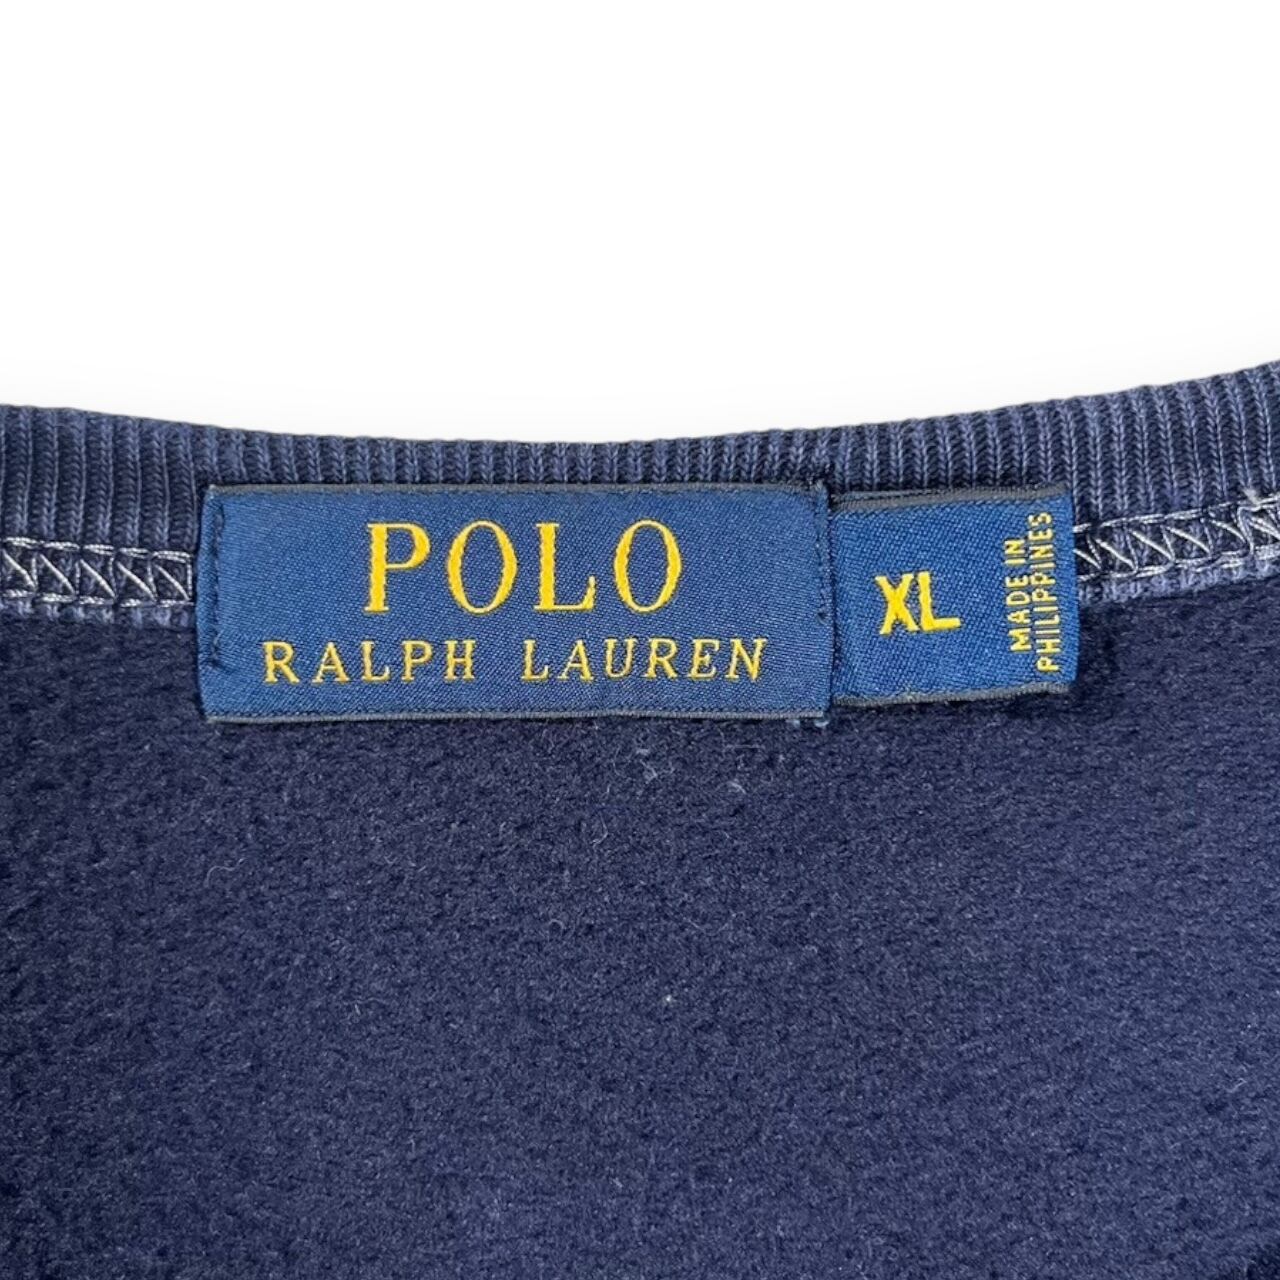 POLO
RALPH LAUREN
XL
MADE IN
PHILIPPINES